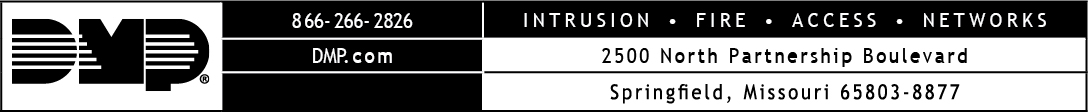 DMP®
866-266-2826
DMP.com
INTRUSION • FIRE • ACCESS • NETWORKS
2500 North Partnership Boulevard
Springfield, Missouri 65803-8877